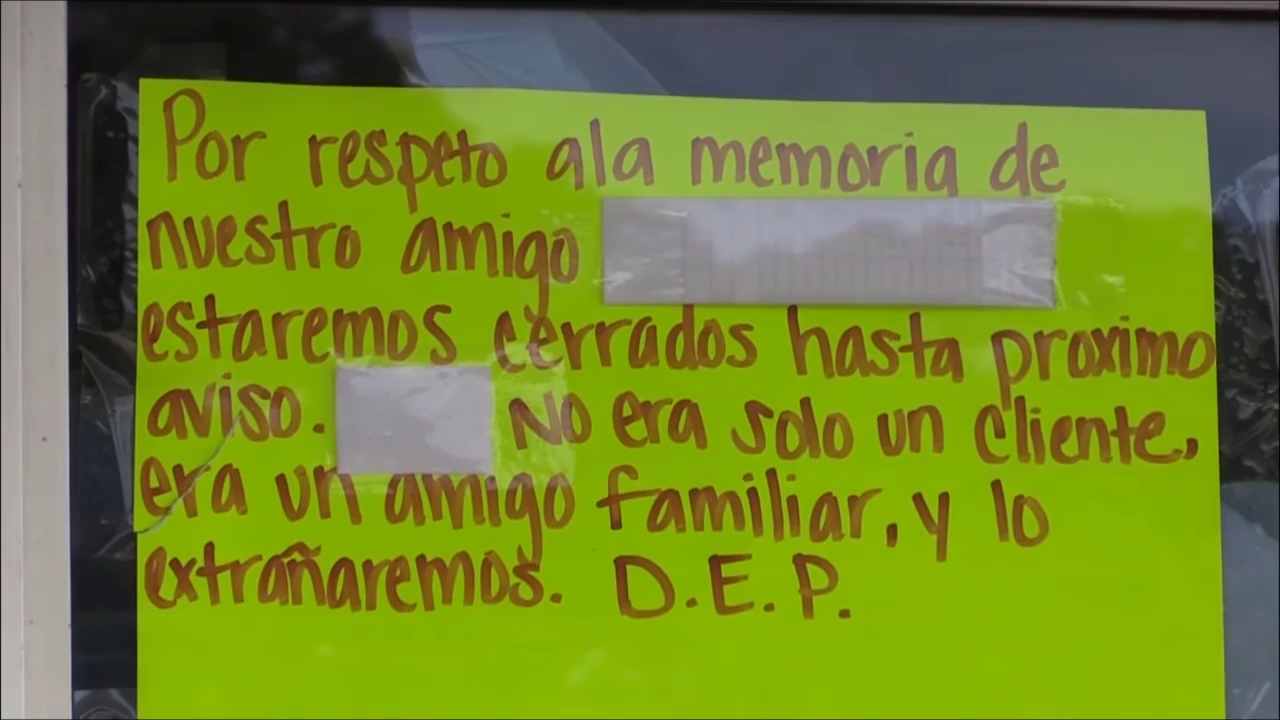 Por respeto ala memoria de
nuestro amigo
estaremos cerrados hasta proximo
aviso. No era solo un cliente,
era un amigo familiar, y lo
extrañaremos. D.E.P.